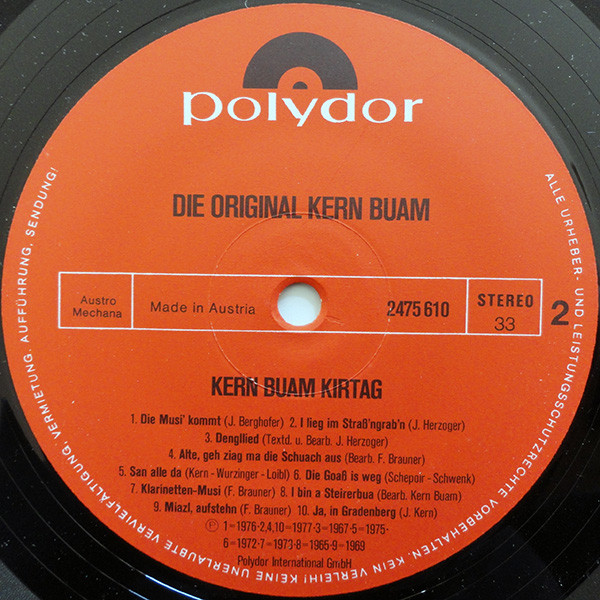 polydor
DIE ORIGINAL KERN BUAM
Austro
Mechana
Made in Austria
2475 610
STEREO
33
2
KERN BUAM KIRTAG
1. Die Musi' kommt (J. Berghofer) 2. I lieg im Straß'ngrab'n (J. Herzoger)
3. Dengllied (Textd. u. Bearb. J. Herzoger)
4. Alte, geh ziag ma die Schuach aus (Bearb. F. Brauner)
5. San alle da (Kern - Wurzinger - Loibl) 6. Die Goaß is weg (Schepoir - Schwenk)
7. Klarinetten-Musi (F. Brauner) 8. I bin a Steirerbua (Bearb. Kern Buam)
9. Miazl, aufstehn (F. Brauner) 10. Ja, in Gradenberg (J. Kern)
Ⓟ 1=1976·2,4,10=1977·3=1967·5=1975·
6=1972·7=1973·8=1965·9=1969
Polydor International GmbH
ALLE URHEBER- UND LEISTUNGSSCHUTZRECHTE VORBEHALTEN. KEIN VERLEIH! KEINE UNERLAUBTE VERVIELFÄLTIGUNG, VERMIETUNG, AUFFÜHRUNG, SENDUNG!